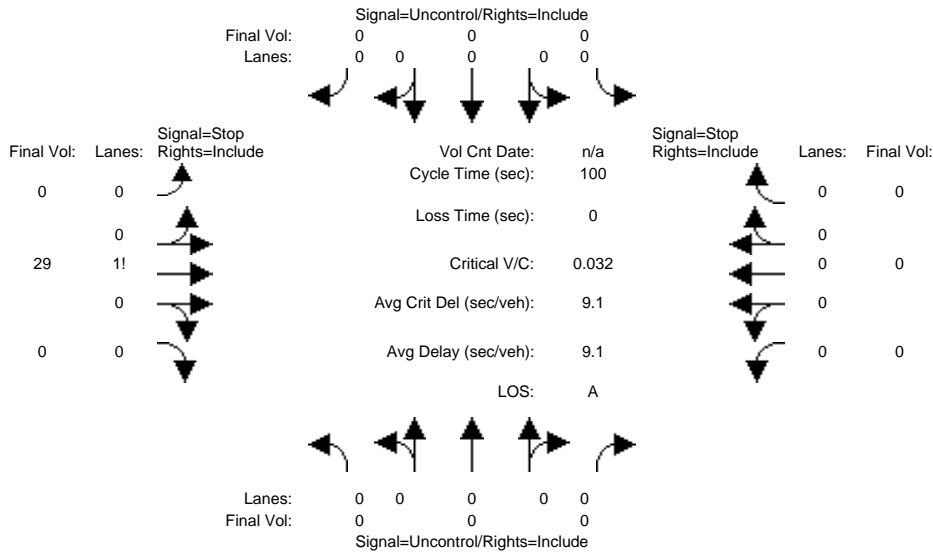 Signal=Uncontrol/Rights=Include
Final Vol: 0 0 0
Lanes: 0 0 0 0 0
Signal=Stop Signal=Stop
Final Vol: Lanes: Rights=Include Vol Cnt Date: n/a Rights=Include Lanes: Final Vol:
Cycle Time (sec): 100
0 0 0 0
Loss Time (sec): 0
0 0
29 1! Critical V/C: 0.032 0 0
0 Avg Crit Del (sec/veh): 9.1 0
0 0 Avg Delay (sec/veh): 9.1 0 0
LOS: A
Lanes: 0 0 0 0 0
Final Vol: 0 0 0
Signal=Uncontrol/Rights=Include